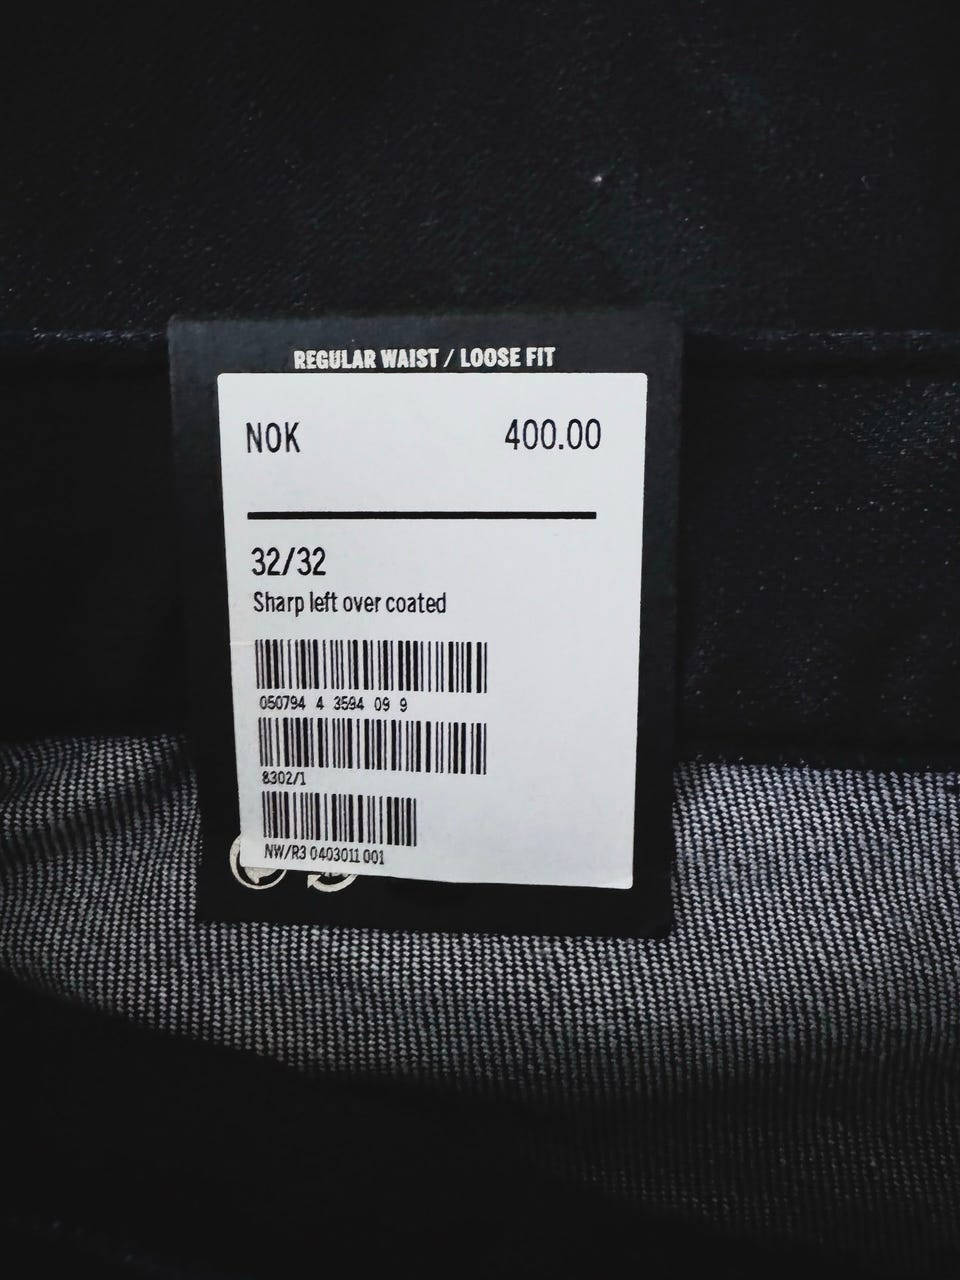 REGULAR WAIST / LOOSE FIT
NOK 400.00
32/32
Sharp left over coated
050794 4 3594 09 9
8302/1
NW/R3 0403011 001